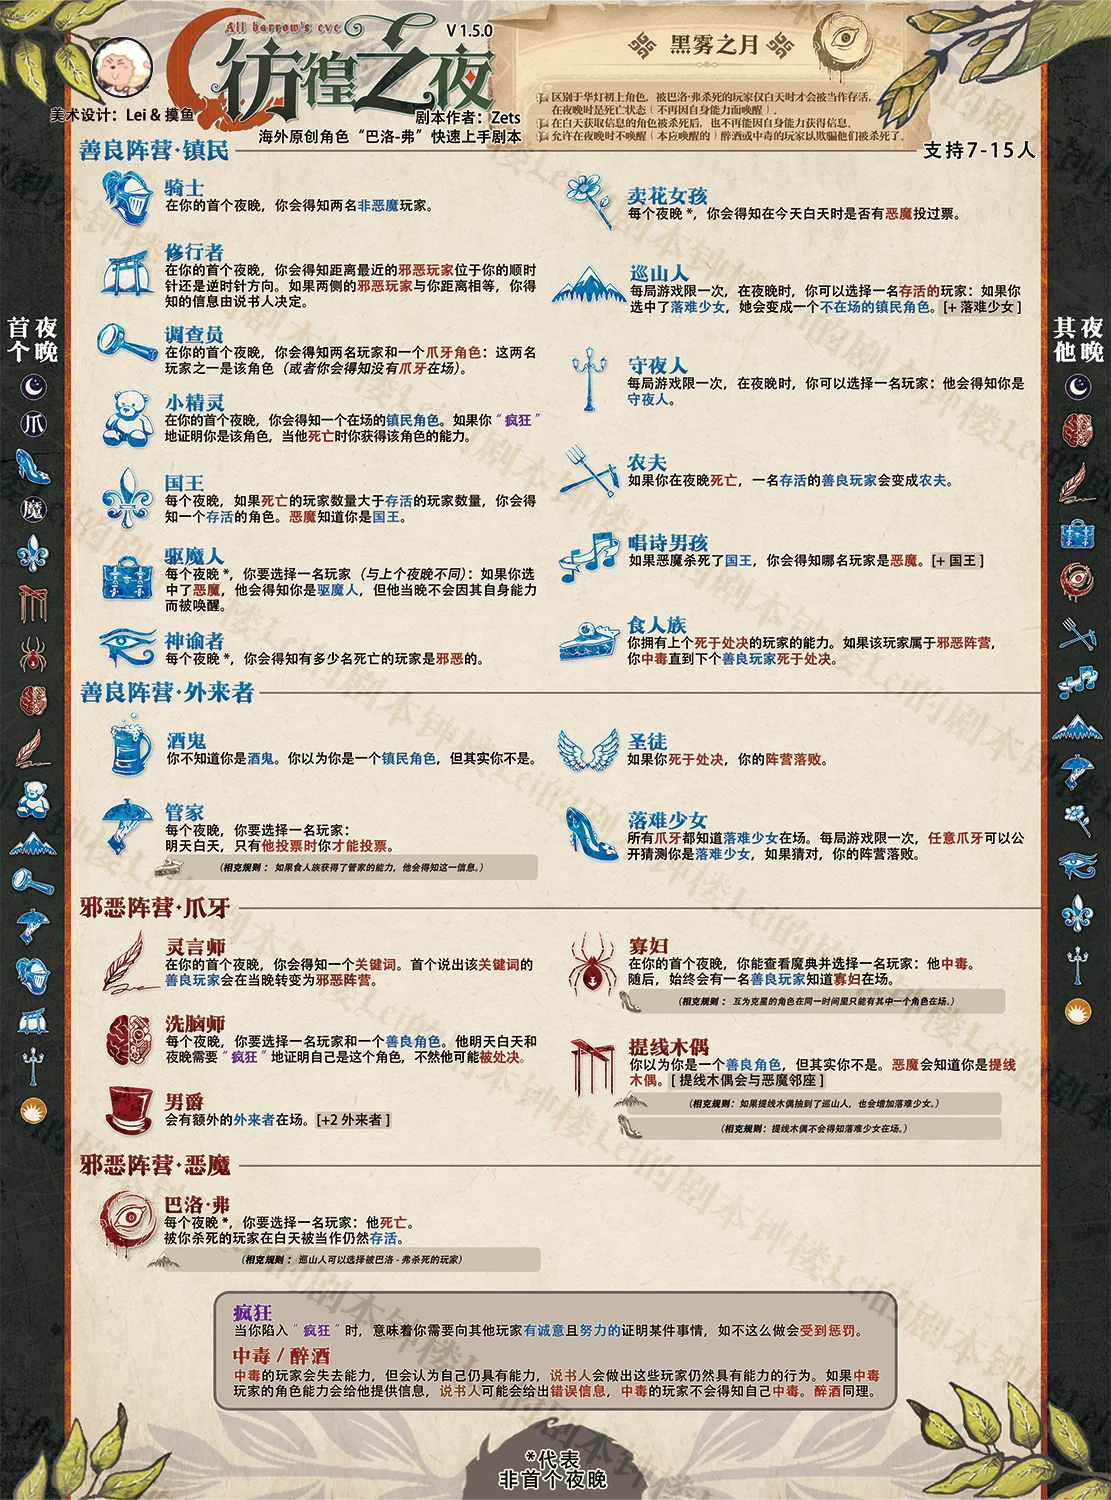 All harrow's eve
V 1.5.0
彷徨之夜
美术设计：Lei & 摸鱼
剧本作者：Zets
海外原创角色“巴洛-弗”快速上手剧本
黑雾之月
区别于华灯初上角色，被巴洛·弗杀死的玩家仅白天时才会被当作存活，
在夜晚时是死亡状态（不再因自身能力而唤醒）。
在白天获取信息的角色被杀死后，也不再能因自身能力获得信息。
允许在夜晚时不唤醒（本应唤醒的）醉酒或中毒的玩家以欺骗他们被杀死了。
支持7-15人
善良阵营·镇民
骑士
在你的首个夜晚，你会得知两名非恶魔玩家。
修行者
在你的首个夜晚，你会得知距离最近的邪恶玩家位于你的顺时
针还是逆时针方向。如果两侧的邪恶玩家与你距离相等，你得
知的信息由说书人决定。
调查员
在你的首个夜晚，你会得知两名玩家和一个爪牙角色：这两名
玩家之一是该角色（或者你会得知没有爪牙在场）。
小精灵
在你的首个夜晚，你会得知一个在场的镇民角色。如果你“疯狂”
地证明你是该角色，当他死亡时你获得该角色的能力。
国王
每个夜晚，如果死亡的玩家数量大于存活的玩家数量，你会得
知一个存活的角色。恶魔知道你是国王。
驱魔人
每个夜晚*，你要选择一名玩家（与上个夜晚不同）：如果你选
中了恶魔，他会得知你是驱魔人，但他当晚不会因其自身能力
而被唤醒。
神谕者
每个夜晚*，你会得知有多少名死亡的玩家是邪恶的。
卖花女孩
每个夜晚*，你会得知在今天白天时是否有恶魔投过票。
巡山人
每局游戏限一次，在夜晚时，你可以选择一名存活的玩家：如果你
选中了落难少女，她会变成一个不在场的镇民角色。[+ 落难少女]
守夜人
每局游戏限一次，在夜晚时，你可以选择一名玩家：他会得知你是
守夜人。
农夫
如果你在夜晚死亡，一名存活的善良玩家会变成农夫。
唱诗男孩
如果恶魔杀死了国王，你会得知哪名玩家是恶魔。[+ 国王]
食人族
你拥有上个死于处决的玩家的能力。如果该玩家属于邪恶阵营，
你中毒直到下个善良玩家死于处决。
善良阵营·外来者
酒鬼
你不知道你是酒鬼。你以为你是一个镇民角色，但其实你不是。
管家
每个夜晚，你要选择一名玩家：
明天白天，只有他投票时你才能投票。
（相克规则：如果食人族获得了管家的能力，他会得知这一信息。）
圣徒
如果你死于处决，你的阵营落败。
落难少女
所有爪牙都知道落难少女在场。每局游戏限一次，任意爪牙可以公
开猜测你是落难少女，如果猜对，你的阵营落败。
邪恶阵营·爪牙
灵言师
在你的首个夜晚，你会得知一个关键词。首个说出该关键词的
善良玩家会在当晚转变为邪恶阵营。
洗脑师
每个夜晚，你要选择一名玩家和一个善良角色。他明天白天和
夜晚需要“疯狂”地证明自己是这个角色，不然他可能被处决。
男爵
会有额外的外来者在场。[+2 外来者]
寡妇
在你的首个夜晚，你能查看魔典并选择一名玩家：他中毒。
随后，始终会有一名善良玩家知道寡妇在场。
（相克规则：互为克星的角色在同一时间里只能有其中一个角色在场。）
提线木偶
你以为你是一个善良角色，但其实你不是。恶魔会知道你是提线
木偶。[提线木偶会与恶魔邻座]
（相克规则：如果提线木偶抽到了巡山人，也会增加落难少女。）
（相克规则：提线木偶不会得知落难少女在场。）
邪恶阵营·恶魔
巴洛·弗
每个夜晚*，你要选择一名玩家：他死亡。
被你杀死的玩家在白天被当作仍然存活。
（相克规则：巡山人可以选择被巴洛-弗杀死的玩家）
疯狂
当你陷入“疯狂”时，意味着你需要向其他玩家有诚意且努力的证明某件事情，如不这么做会受到惩罚。
中毒 / 醉酒
中毒的玩家会失去能力，但会认为自己仍具有能力，说书人会做出这些玩家仍然具有能力的行为。如果中毒
玩家的角色能力会给他提供信息，说书人可能会给出错误信息，中毒的玩家不会得知自己中毒。醉酒同理。
*代表
非首个夜晚
首个夜晚
爪
魔
其他夜晚